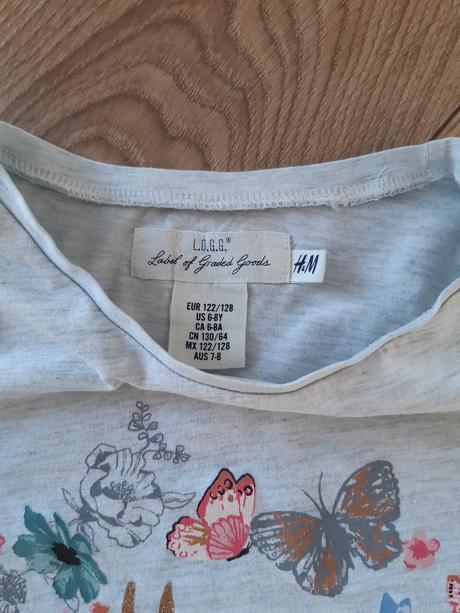 L.O.G.G.®
Label of Graded Goods
H&M
EUR 122/128
US 6-8Y
CA 6-8A
CN 130/64
MX 122/128
AUS 7-8